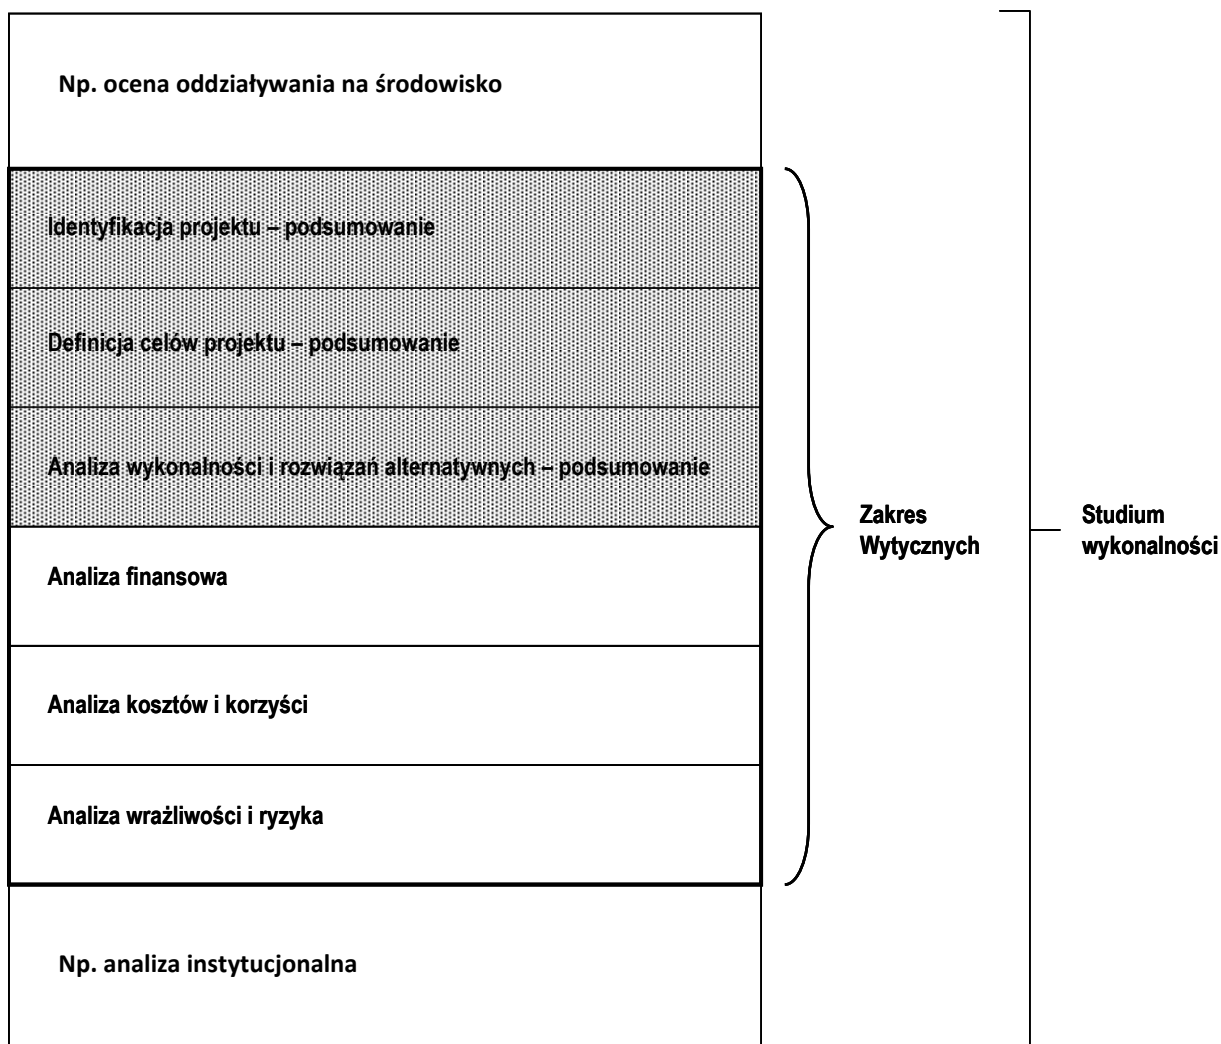 Np. ocena oddziaływania na środowisko
Identyfikacja projektu – podsumowanie
Definicja celów projektu – podsumowanie
Analiza wykonalności i rozwiązań alternatywnych – podsumowanie
Analiza finansowa
Analiza kosztów i korzyści
Analiza wrażliwości i ryzyka
Np. analiza instytucjonalna
Zakres
Wytycznych
Studium
wykonalności